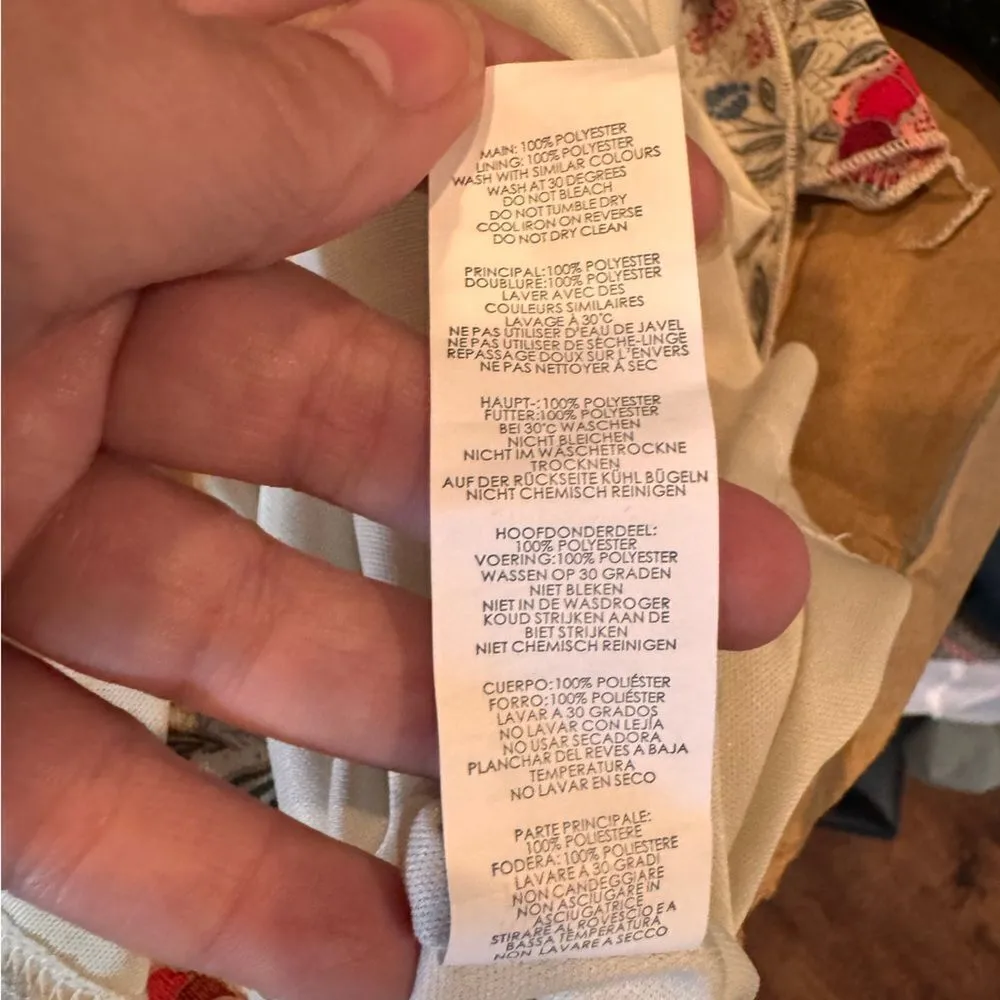 MAIN: 100% POLYESTER
LINING: 100% POLYESTER
WASH WITH SIMILAR COLOURS
WASH AT 30 DEGREES
DO NOT BLEACH
DO NOT TUMBLE DRY
COOL IRON ON REVERSE
DO NOT DRY CLEAN
PRINCIPAL:100% POLYESTER
DOUBLURE:100% POLYESTER
LAVER AVEC DES
COULEURS SIMILAIRES
LAVAGE À 30°C
NE PAS UTILISER D'EAU DE JAVEL
NE PAS UTILISER DE SÈCHE-LINGE
REPASSAGE DOUX SUR L'ENVERS
NE PAS NETTOYER À SEC
HAUPT-:100% POLYESTER
FUTTER:100% POLYESTER
BEI 30°C WASCHEN
NICHT BLEICHEN
NICHT IM WÄSCHETROCKNE
TROCKNEN
AUF DER RÜCKSEITE KÜHL BÜGELN
NICHT CHEMISCH REINIGEN
HOOFDONDERDEEL:
100% POLYESTER
VOERING:100% POLYESTER
WASSEN OP 30 GRADEN
NIET BLEKEN
NIET IN DE WASDROGER
KOUD STRIJKEN AAN DE
BIET STRIJKEN
NIET CHEMISCH REINIGEN
CUERPO:100% POLIÉSTER
FORRO:100% POLIÉSTER
LAVAR A 30 GRADOS
NO LAVAR CON LEJÍA
NO USAR SECADORA
PLANCHAR DEL REVES A BAJA
TEMPERATURA
NO LAVAR EN SECO
PARTE PRINCIPALE:
100% POLIESTERE
FODERA: 100% POLIESTERE
LAVARE A 30 GRADI
NON CANDEGGIARE
NON ASCIUGARE IN
ASCIUGATRICE
STIRARE AL ROVESCIO E A
BASSA TEMPERATURA
NON LAVARE A SECCO